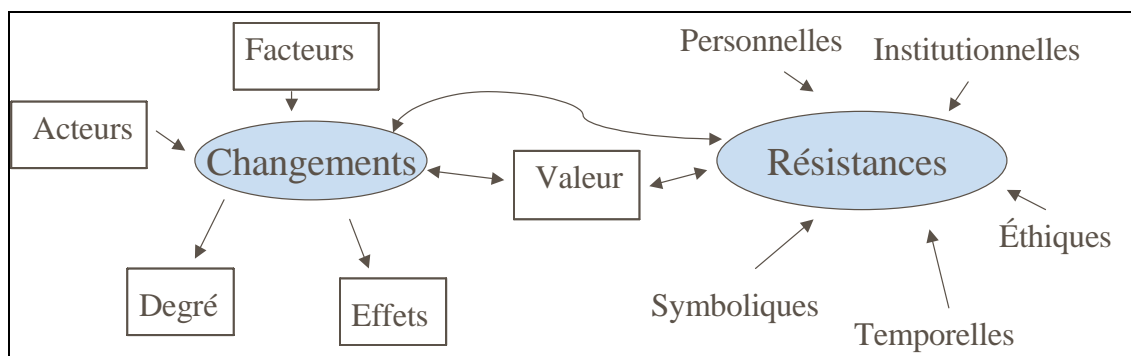 Facteurs
Personnelles
Institutionnelles
Acteurs
Changements
Valeur
Résistances
Éthiques
Degré
Effets
Symboliques
Temporelles